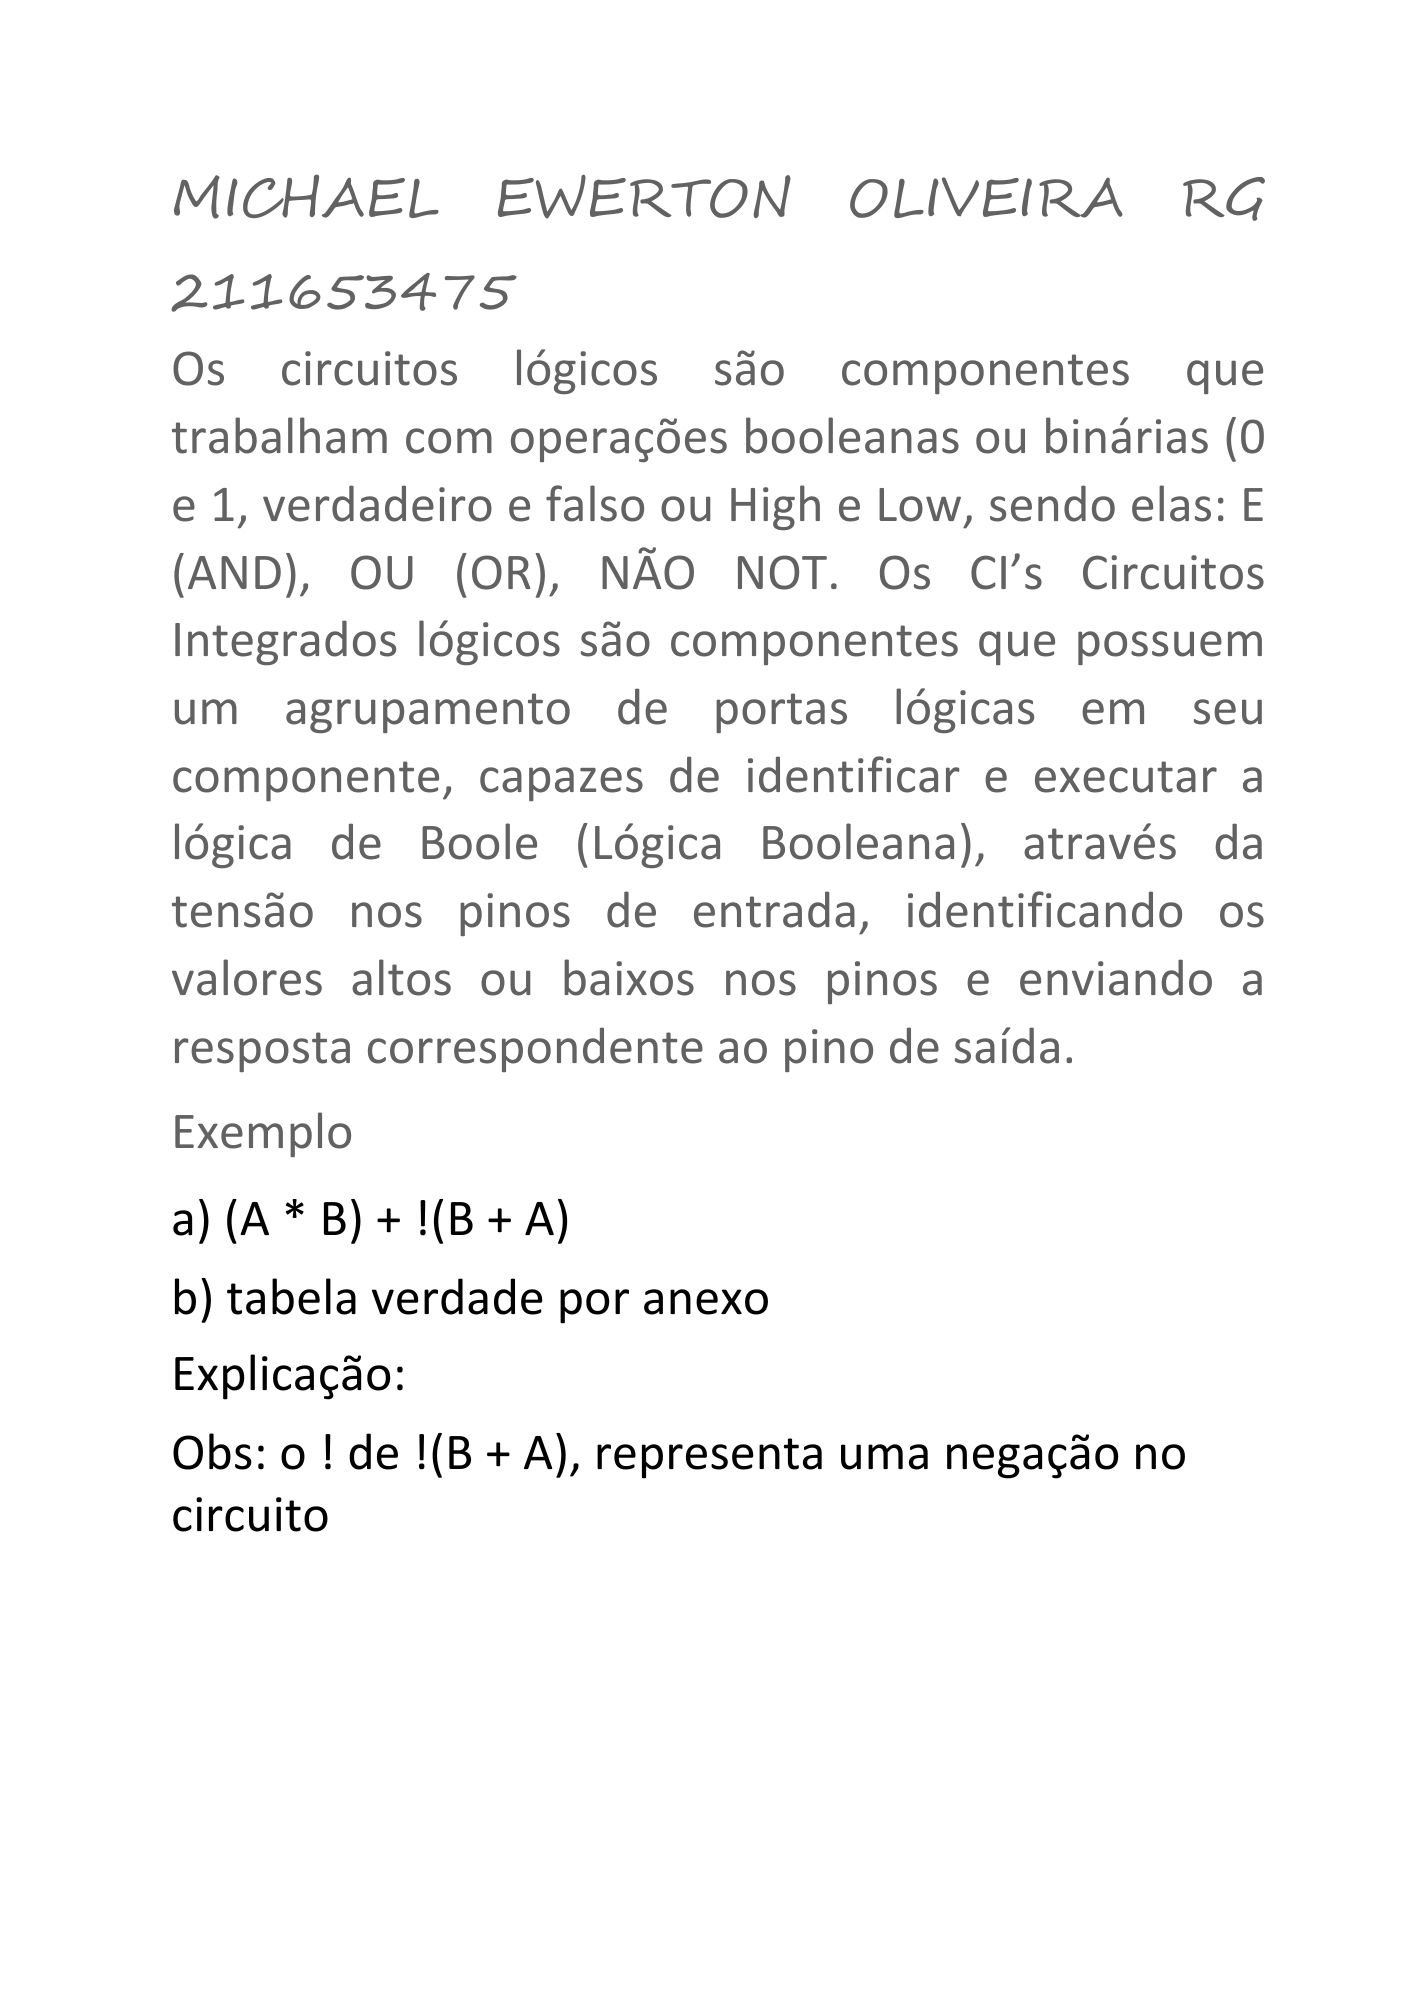 MICHAEL EWERTON OLIVEIRA RG
211653475
Os circuitos lógicos são componentes que
trabalham com operações booleanas ou binárias (0
e 1, verdadeiro e falso ou High e Low, sendo elas: E
(AND), OU (OR), NÃO NOT. Os CI’s Circuitos
Integrados lógicos são componentes que possuem
um agrupamento de portas lógicas em seu
componente, capazes de identificar e executar a
lógica de Boole (Lógica Booleana), através da
tensão nos pinos de entrada, identificando os
valores altos ou baixos nos pinos e enviando a
resposta correspondente ao pino de saída.
Exemplo
a) (A * B) + !(B + A)
b) tabela verdade por anexo
Explicação:
Obs: o ! de !(B + A), representa uma negação no
circuito